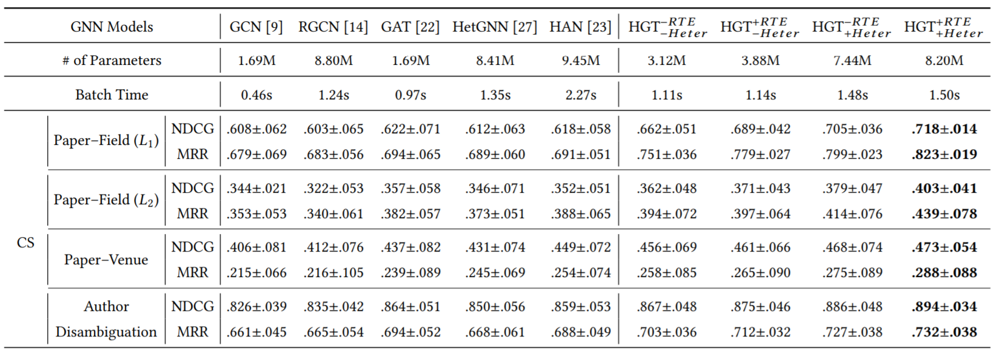 GNN Models GCN [9] RGCN [14] GAT [22] HetGNN [27] HAN [23] HGT−RTE−Heter HGT+RTE−Heter HGT−RTE+Heter HGT+RTE+Heter
# of Parameters 1.69M 8.80M 1.69M 8.41M 9.45M 3.12M 3.88M 7.44M 8.20M
Batch Time 0.46s 1.24s 0.97s 1.35s 2.27s 1.11s 1.14s 1.48s 1.50s
CS
Paper–Field (L1)
NDCG .608±.062 .603±.065 .622±.071 .612±.063 .618±.058 .662±.051 .689±.042 .705±.036 .718±.014
MRR .679±.069 .683±.056 .694±.065 .689±.060 .691±.051 .751±.036 .779±.027 .799±.023 .823±.019
Paper–Field (L2)
NDCG .344±.021 .322±.053 .357±.058 .346±.071 .352±.051 .362±.048 .371±.043 .379±.047 .403±.041
MRR .353±.053 .340±.061 .382±.057 .373±.051 .388±.065 .394±.072 .397±.064 .414±.076 .439±.078
Paper–Venue
NDCG .406±.081 .412±.076 .437±.082 .431±.074 .449±.072 .456±.069 .461±.066 .468±.074 .473±.054
MRR .215±.066 .216±.105 .239±.089 .245±.069 .254±.074 .258±.085 .265±.090 .275±.089 .288±.088
Author NDCG .826±.039 .835±.042 .864±.051 .850±.056 .859±.053 .867±.048 .875±.046 .886±.048 .894±.034
Disambiguation MRR .661±.045 .665±.054 .694±.052 .668±.061 .688±.049 .703±.036 .712±.032 .727±.038 .732±.038